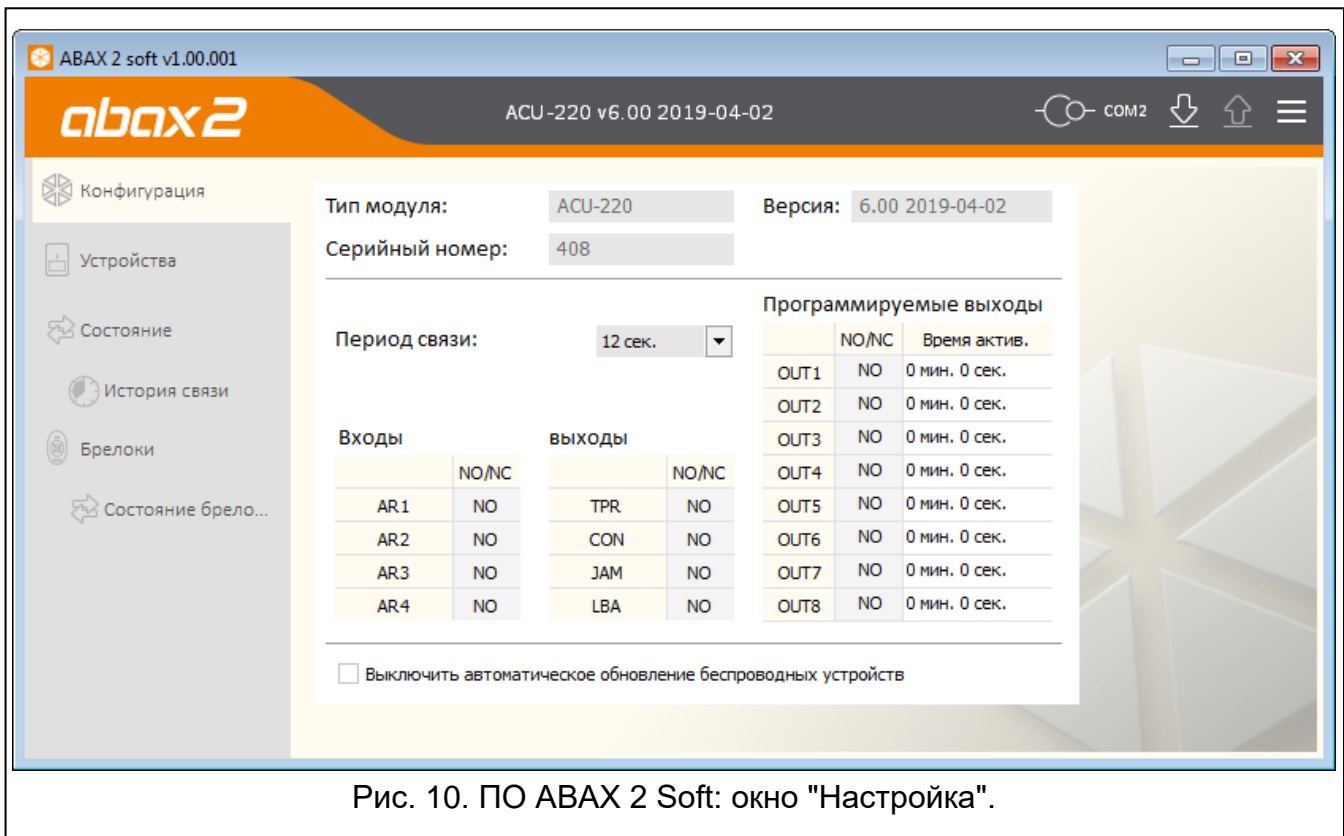 ABAX 2 soft v1.00.001
abax2
ACU-220 v6.00 2019-04-02
COM2
Конфигурация
Устройства
Состояние
История связи
Брелоки
Состояние брело...
Тип модуля: ACU-220 Версия: 6.00 2019-04-02
Серийный номер: 408
Период связи: 12 сек.
Входы
NO/NC
AR1 NO
AR2 NO
AR3 NO
AR4 NO
выходы
NO/NC
TPR NO
CON NO
JAM NO
LBA NO
Программируемые выходы
NO/NC Время актив.
OUT1 NO 0 мин. 0 сек.
OUT2 NO 0 мин. 0 сек.
OUT3 NO 0 мин. 0 сек.
OUT4 NO 0 мин. 0 сек.
OUT5 NO 0 мин. 0 сек.
OUT6 NO 0 мин. 0 сек.
OUT7 NO 0 мин. 0 сек.
OUT8 NO 0 мин. 0 сек.
Выключить автоматическое обновление беспроводных устройств
Рис. 10. ПО ABAX 2 Soft: окно "Настройка".